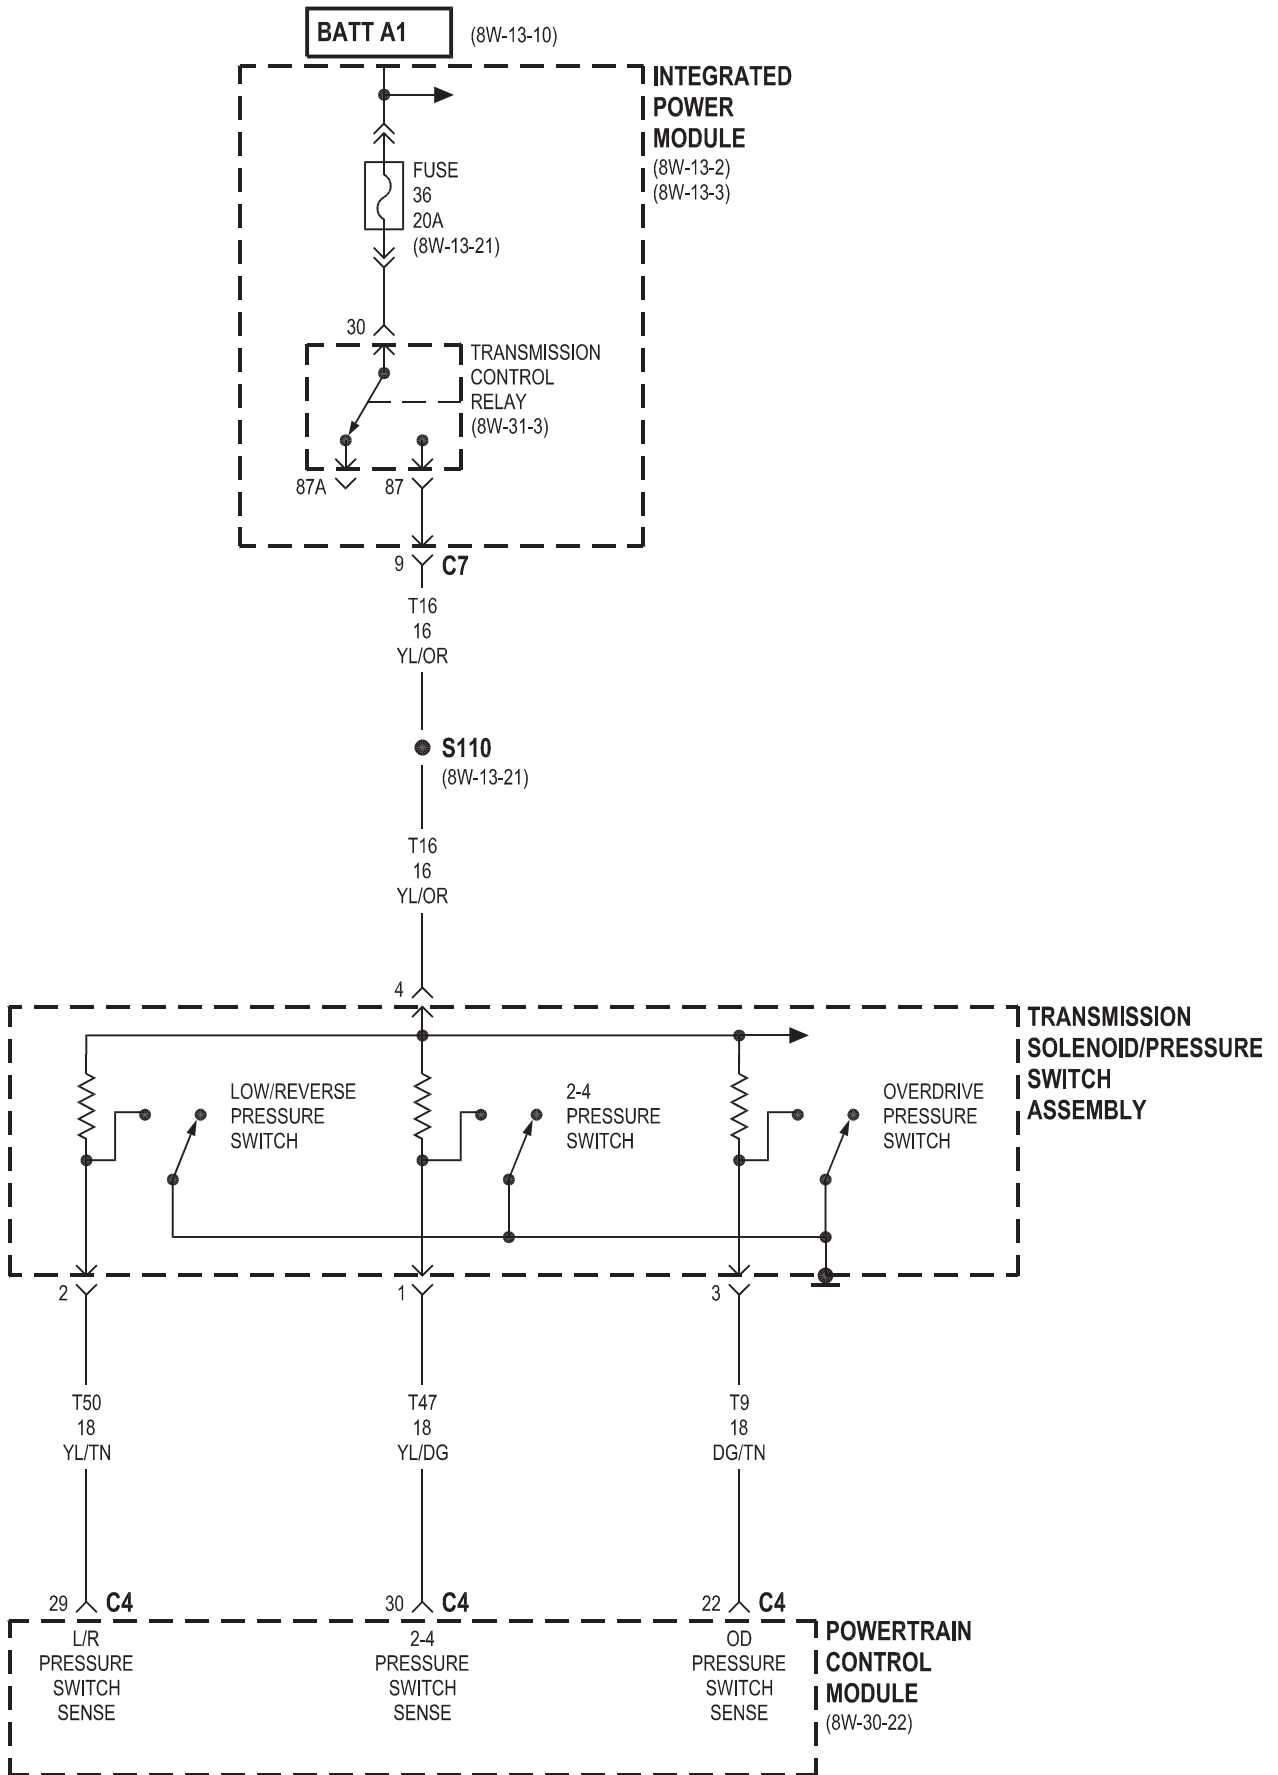 BATT A1
(8W-13-10)
INTEGRATED
POWER
MODULE
(8W-13-2)
(8W-13-3)
FUSE
36
20A
(8W-13-21)
30
TRANSMISSION
CONTROL
RELAY
(8W-31-3)
87A
87
9
C7
T16
16
YL/OR
S110
(8W-13-21)
T16
16
YL/OR
4
TRANSMISSION
SOLENOID/PRESSURE
SWITCH
ASSEMBLY
LOW/REVERSE
PRESSURE
SWITCH
2-4
PRESSURE
SWITCH
OVERDRIVE
PRESSURE
SWITCH
2
1
3
T50
18
YL/TN
T47
18
YL/DG
T9
18
DG/TN
29
C4
30
C4
22
C4
L/R
PRESSURE
SWITCH
SENSE
2-4
PRESSURE
SWITCH
SENSE
OD
PRESSURE
SWITCH
SENSE
POWERTRAIN
CONTROL
MODULE
(8W-30-22)